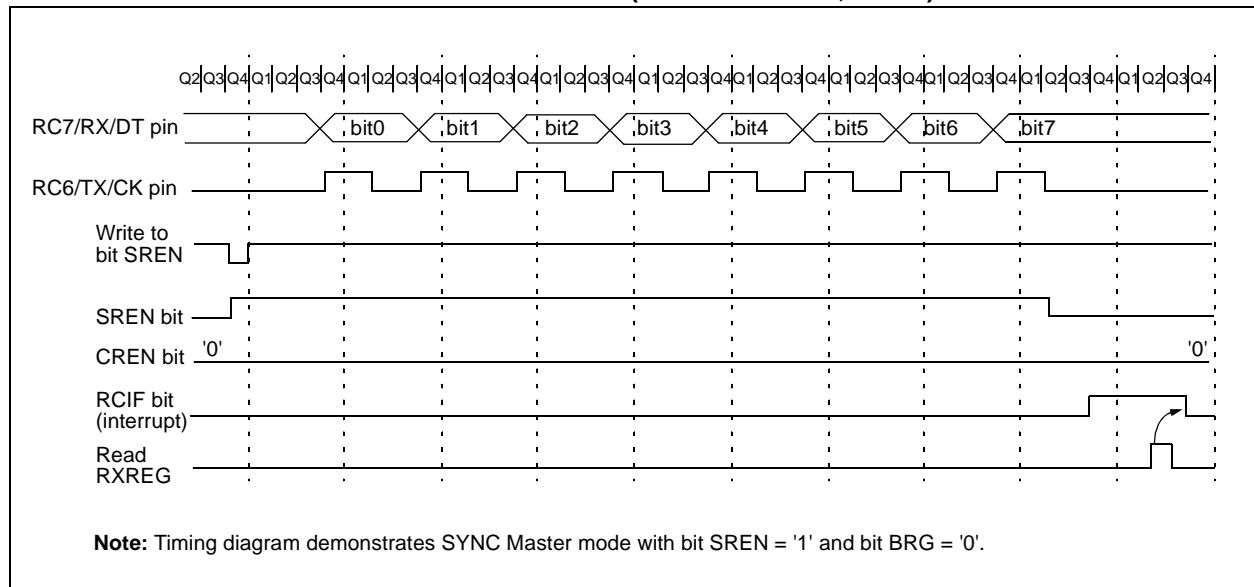 Q2 Q3 Q4 Q1 Q2 Q3 Q4 Q1 Q2 Q3 Q4 Q1 Q2 Q3 Q4 Q1 Q2 Q3 Q4 Q1 Q2 Q3 Q4 Q1 Q2 Q3 Q4 Q1 Q2 Q3 Q4 Q1 Q2 Q3 Q4 Q1 Q2 Q3 Q4 Q1 Q2 Q3 Q4
RC7/RX/DT pin bit0 bit1 bit2 bit3 bit4 bit5 bit6 bit7
RC6/TX/CK pin
Write to
bit SREN
SREN bit
CREN bit '0' '0'
RCIF bit
(interrupt)
Read
RXREG
Note: Timing diagram demonstrates SYNC Master mode with bit SREN = '1' and bit BRG = '0'.